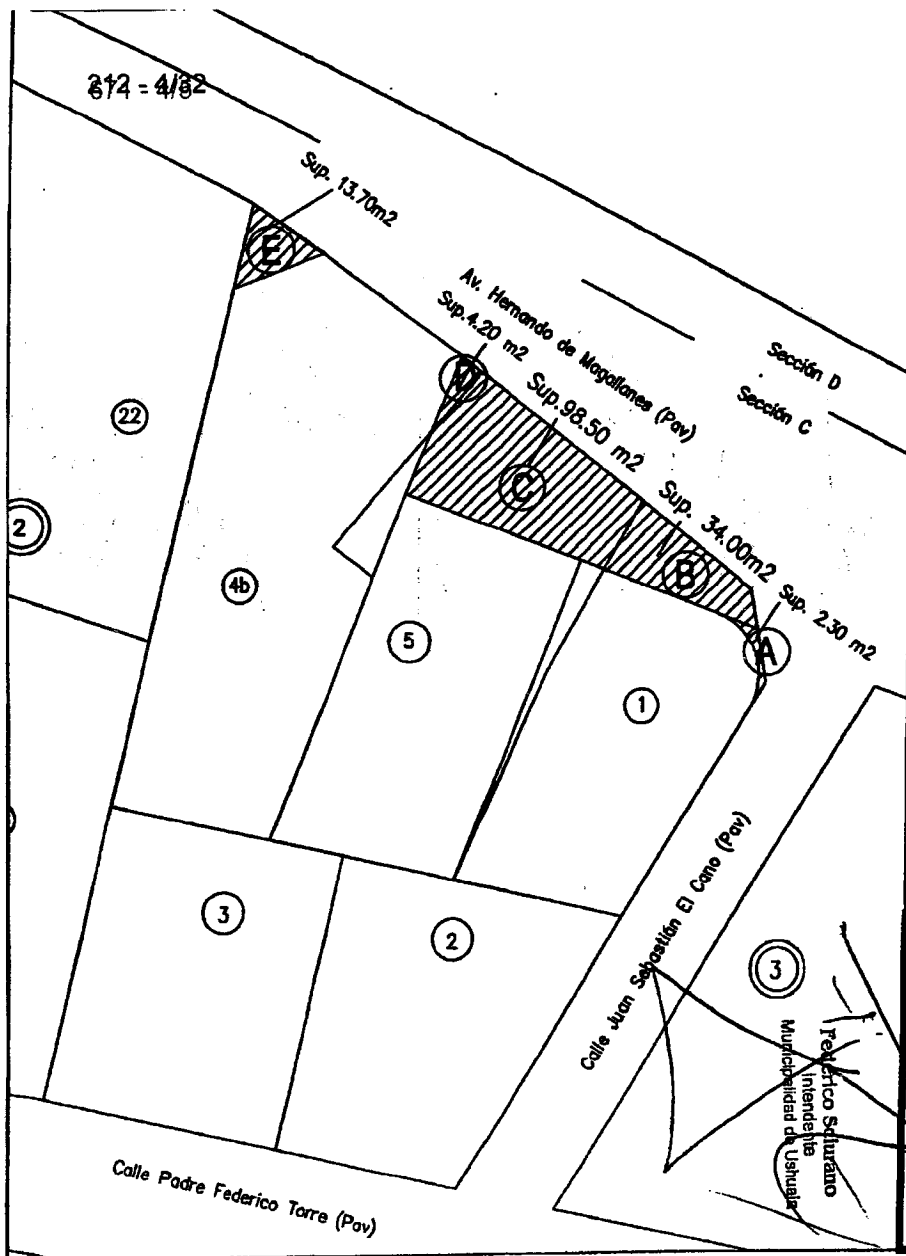 Sup. 13.70m2
E
Av. Hernando de Magallanes (Pav)
Sup.4.20 m2
Sección D
Sección C
D
Sup.98.50 m2
22
C
Sup. 34.00m2
2
B
4b
Sup. 2.30 m2
5
A
1
Calle Juan Sebastián El Cano (Pav)
3
2
3
Federico Sciurano
Intendente
Municipalidad de Ushuaia
Calle Padre Federico Torre (Pav)